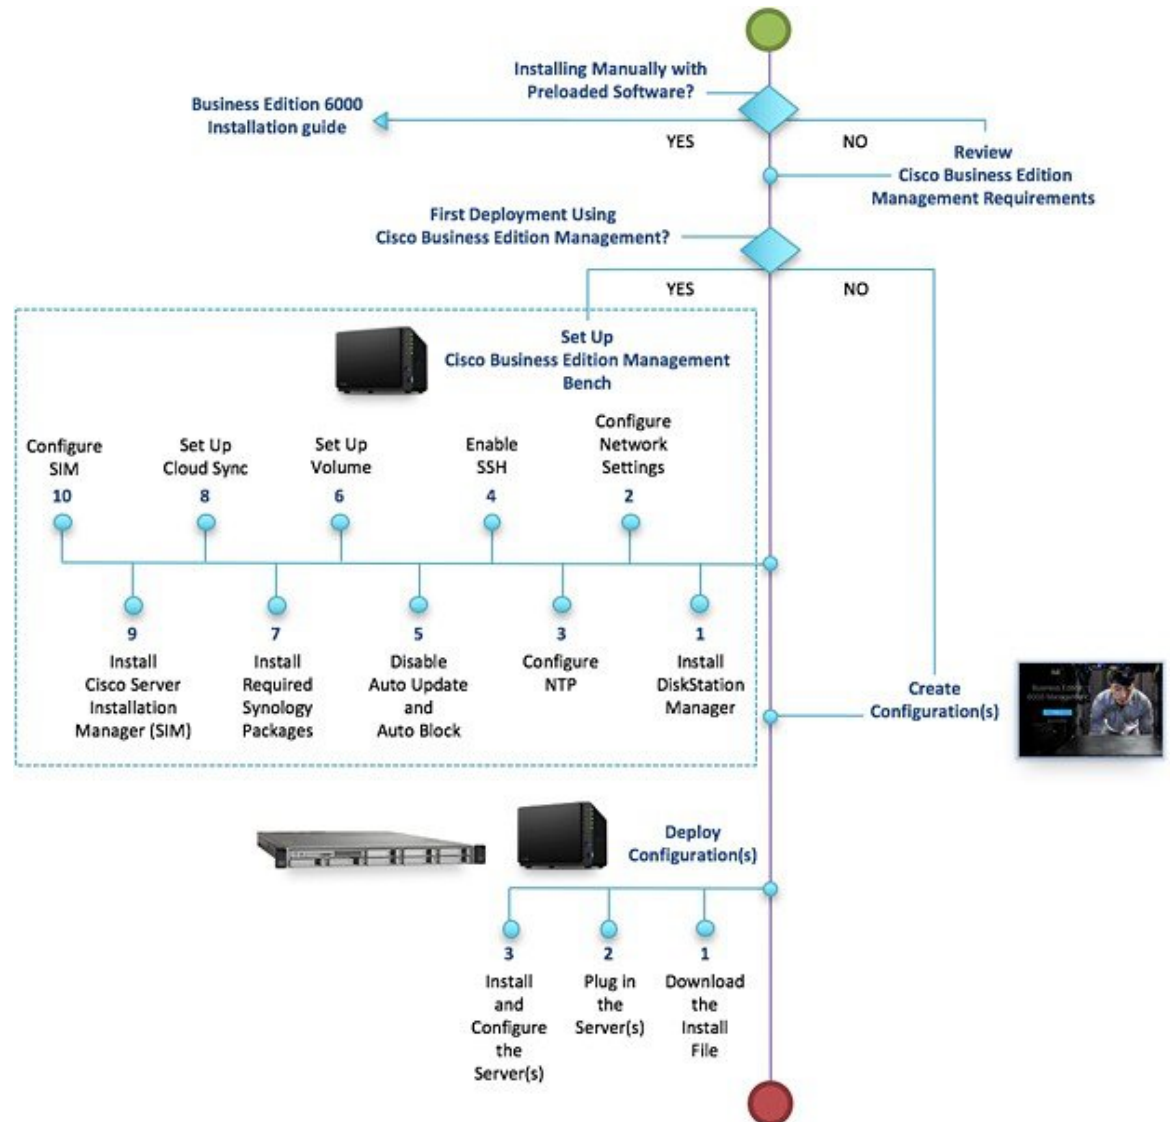 Installing Manually with
Preloaded Software?
Business Edition 6000
Installation guide
YES
NO
Review
Cisco Business Edition
Management Requirements
First Deployment Using
Cisco Business Edition Management?
YES
NO
Set Up
Cisco Business Edition Management
Bench
Configure
SIM
10
Set Up
Cloud Sync
8
Set Up
Volume
6
Enable
SSH
4
Configure
Network
Settings
2
9
Install
Cisco Server
Installation
Manager (SIM)
7
Install
Required
Synology
Packages
5
Disable
Auto Update
and
Auto Block
3
Configure
NTP
1
Install
DiskStation
Manager
Create
Configuration(s)
Business Edition
6000 Management
Deploy
Configuration(s)
3
Install
and
Configure
the
Server(s)
2
Plug in
the
Server(s)
1
Download
the
Install
File